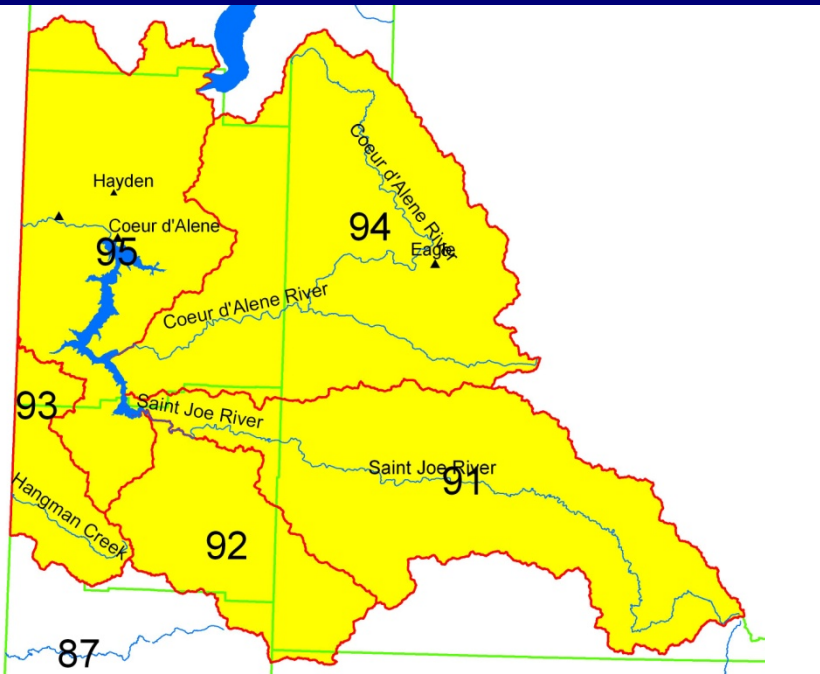 Hayden
Coeur d'Alene
95
Coeur d'Alene River
94
Eagle
Coeur d'Alene River
93
Saint Joe River
Saint Joe River
91
Hangman Creek
92
87